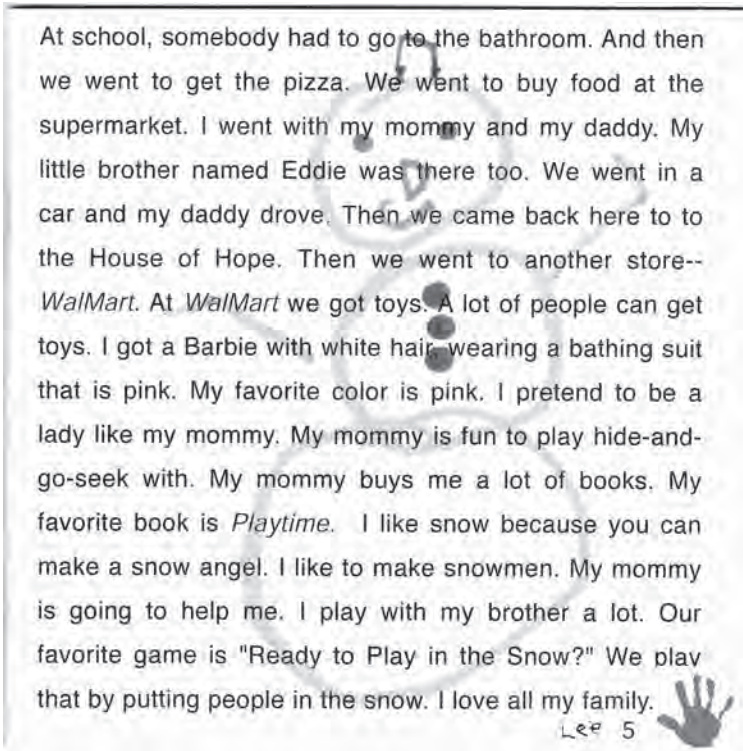 At school, somebody had to go to the bathroom. And then
we went to get the pizza. We went to buy food at the
supermarket. I went with my mommy and my daddy. My
little brother named Eddie was there too. We went in a
car and my daddy drove. Then we came back here to to
the House of Hope. Then we went to another store--
WalMart. At WalMart we got toys. A lot of people can get
toys. I got a Barbie with white hair, wearing a bathing suit
that is pink. My favorite color is pink. I pretend to be a
lady like my mommy. My mommy is fun to play hide-and-
go-seek with. My mommy buys me a lot of books. My
favorite book is Playtime. I like snow because you can
make a snow angel. I like to make snowmen. My mommy
is going to help me. I play with my brother a lot. Our
favorite game is "Ready to Play in the Snow?" We play
that by putting people in the snow. I love all my family.
Lee 5